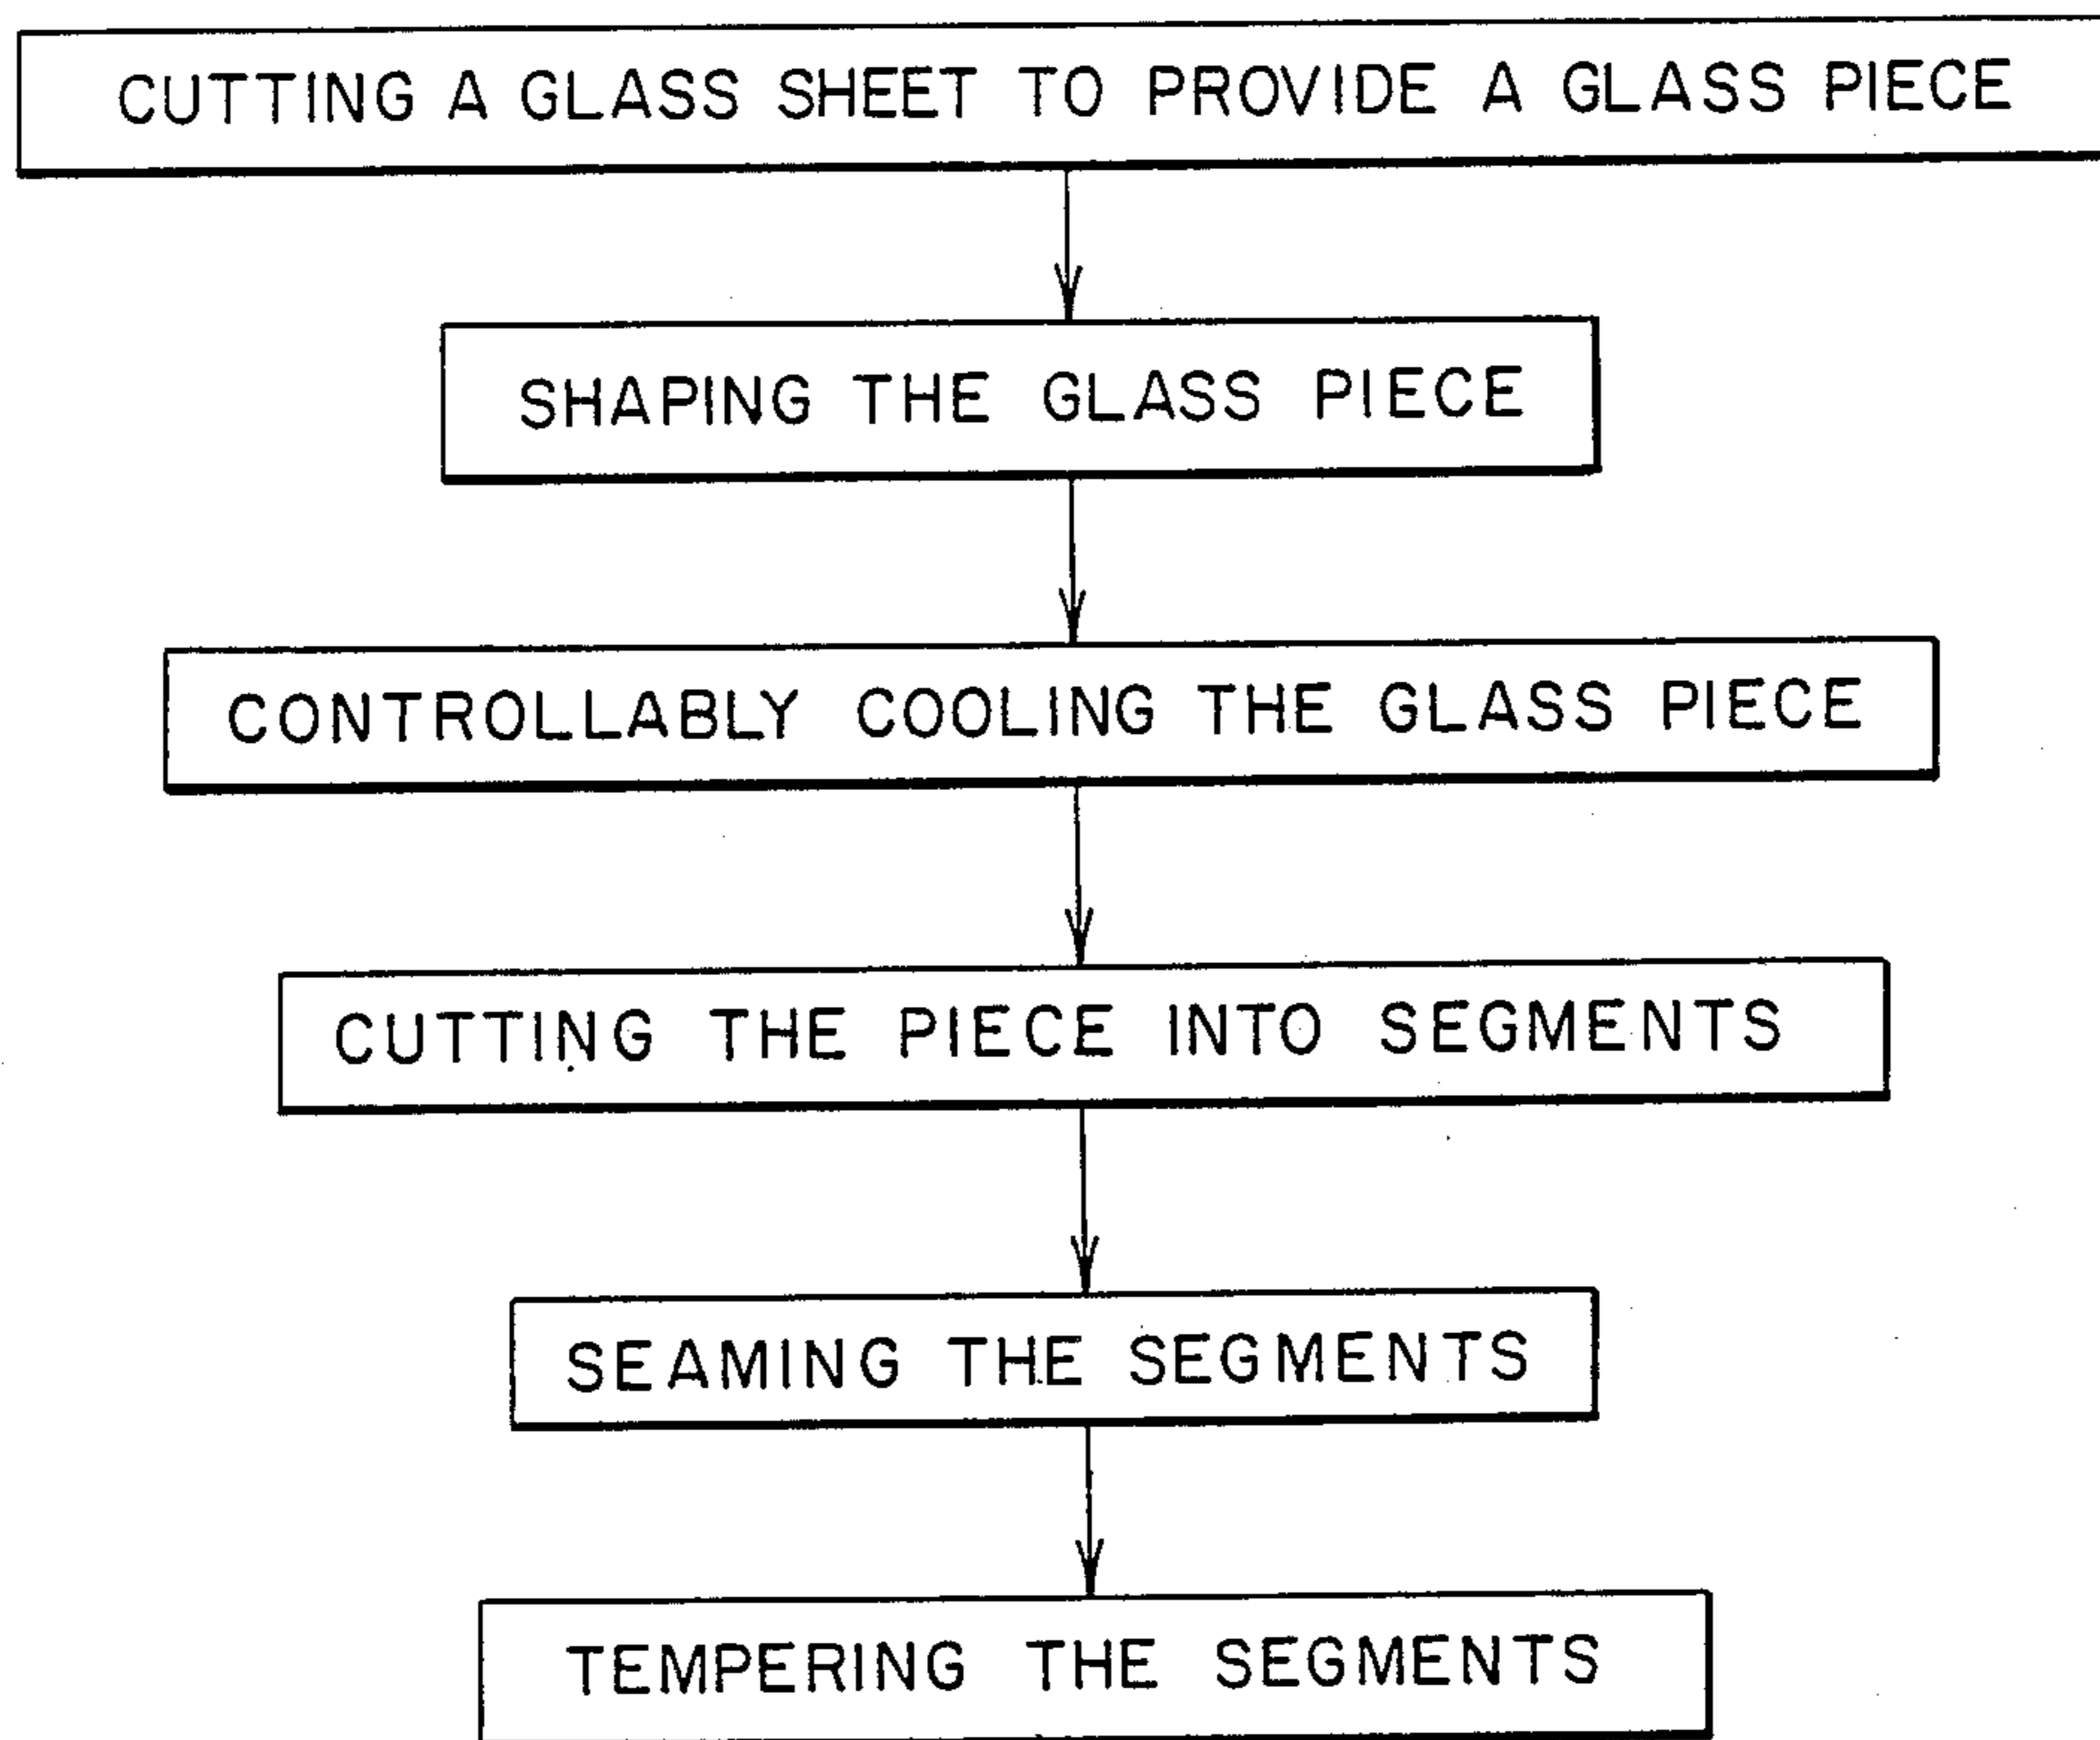 CUTTING A GLASS SHEET TO PROVIDE A GLASS PIECE
SHAPING THE GLASS PIECE
CONTROLLABLY COOLING THE GLASS PIECE
CUTTING THE PIECE INTO SEGMENTS
SEAMING THE SEGMENTS
TEMPERING THE SEGMENTS